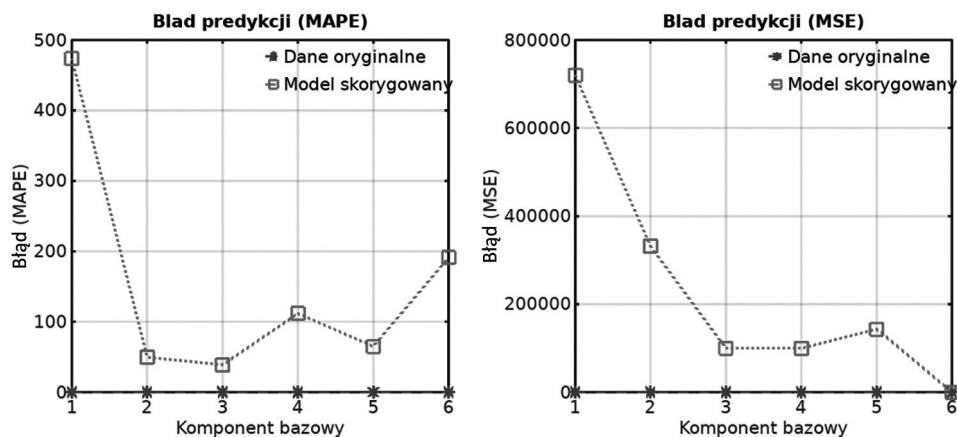 Blad predykcji (MAPE)
500
400
300
200
100
0
Błąd (MAPE)
Dane oryginalne
Model skorygowany
1 2 3 4 5 6
Komponent bazowy
Blad predykcji (MSE)
800000
600000
400000
200000
0
Błąd (MSE)
Dane oryginalne
Model skorygowany
1 2 3 4 5 6
Komponent bazowy